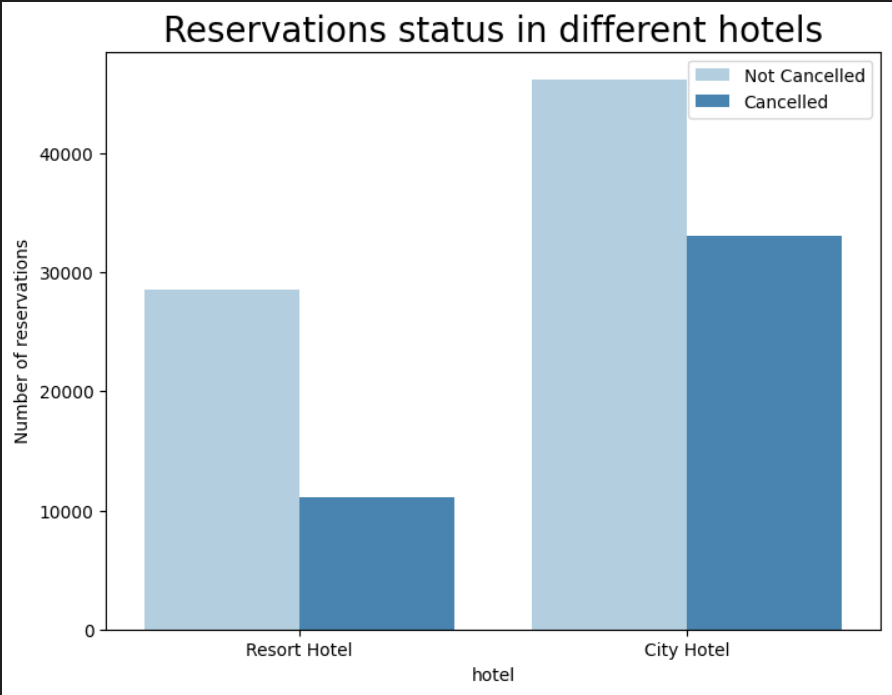 Reservations status in different hotels
Not Cancelled
Cancelled
Number of reservations
40000
30000
20000
10000
0
Resort Hotel
City Hotel
hotel